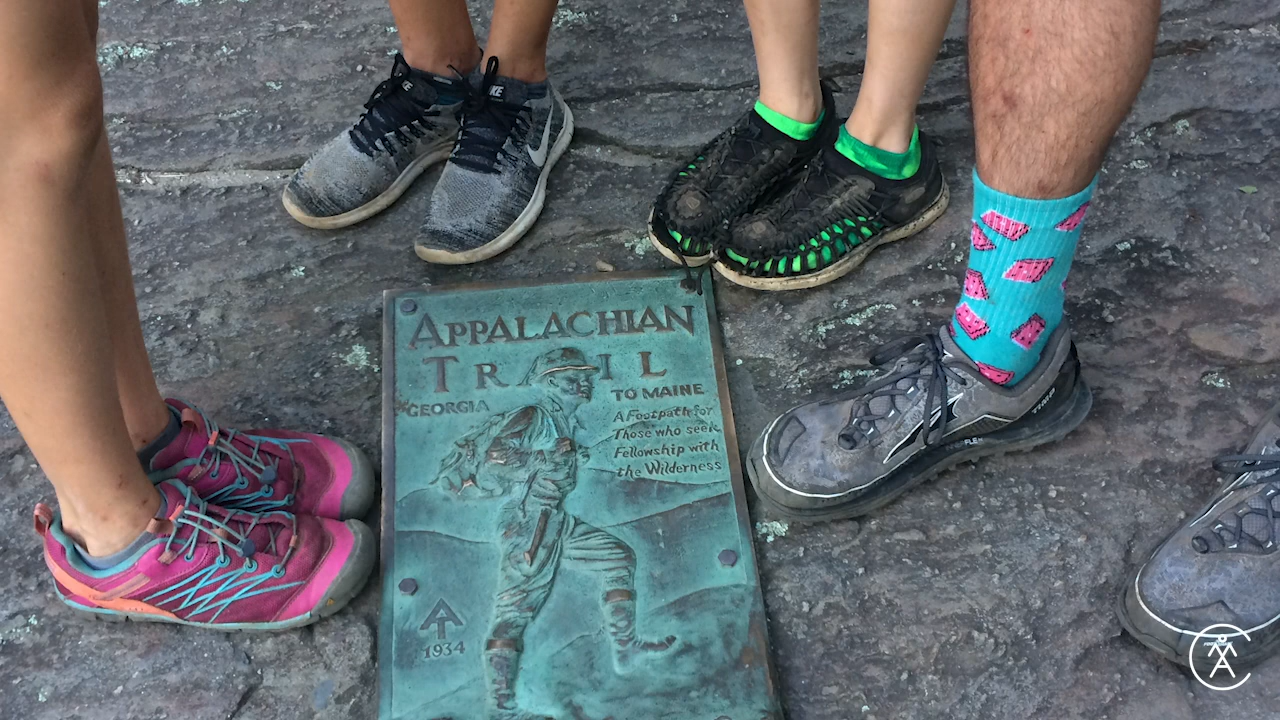 APPALACHIAN
TRAIL
GEORGIA TO MAINE
A Footpath for
Those who seek
Fellowship with
the Wilderness
1934